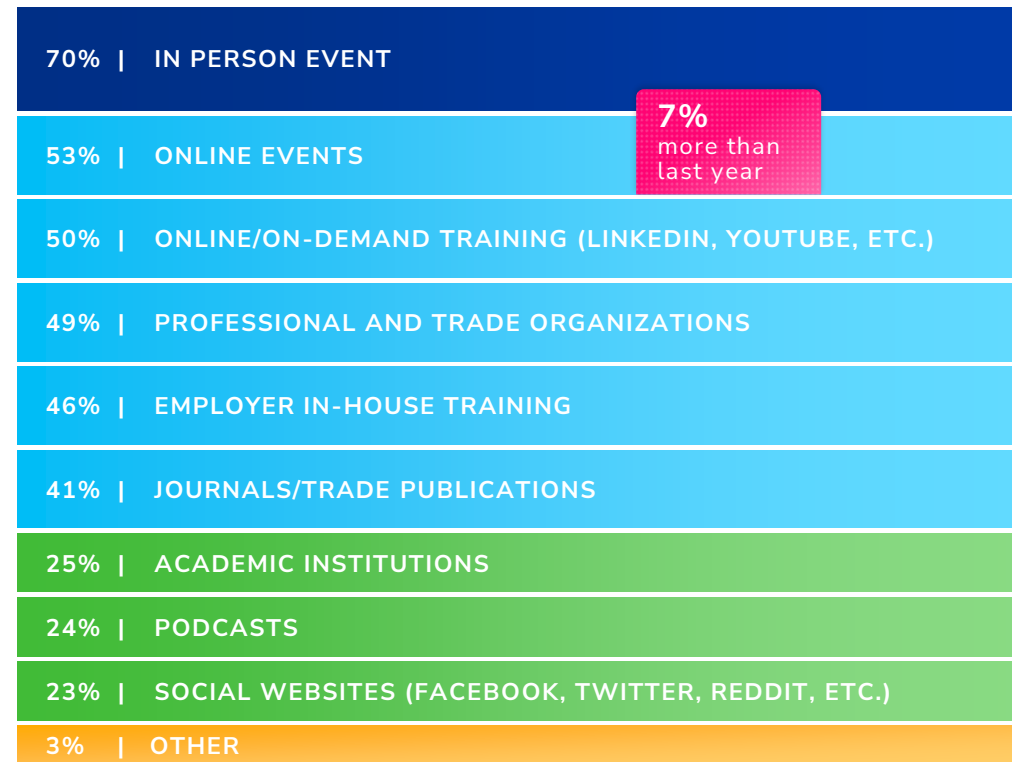 70% | IN PERSON EVENT
7%
more than
last year
53% | ONLINE EVENTS
50% | ONLINE/ON-DEMAND TRAINING (LINKEDIN, YOUTUBE, ETC.)
49% | PROFESSIONAL AND TRADE ORGANIZATIONS
46% | EMPLOYER IN-HOUSE TRAINING
41% | JOURNALS/TRADE PUBLICATIONS
25% | ACADEMIC INSTITUTIONS
24% | PODCASTS
23% | SOCIAL WEBSITES (FACEBOOK, TWITTER, REDDIT, ETC.)
3% | OTHER